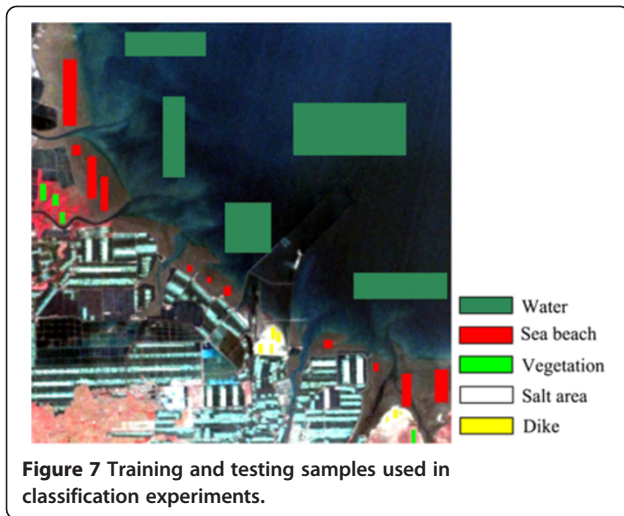 Water
Sea beach
Vegetation
Salt area
Dike
Figure 7 Training and testing samples used in
classification experiments.